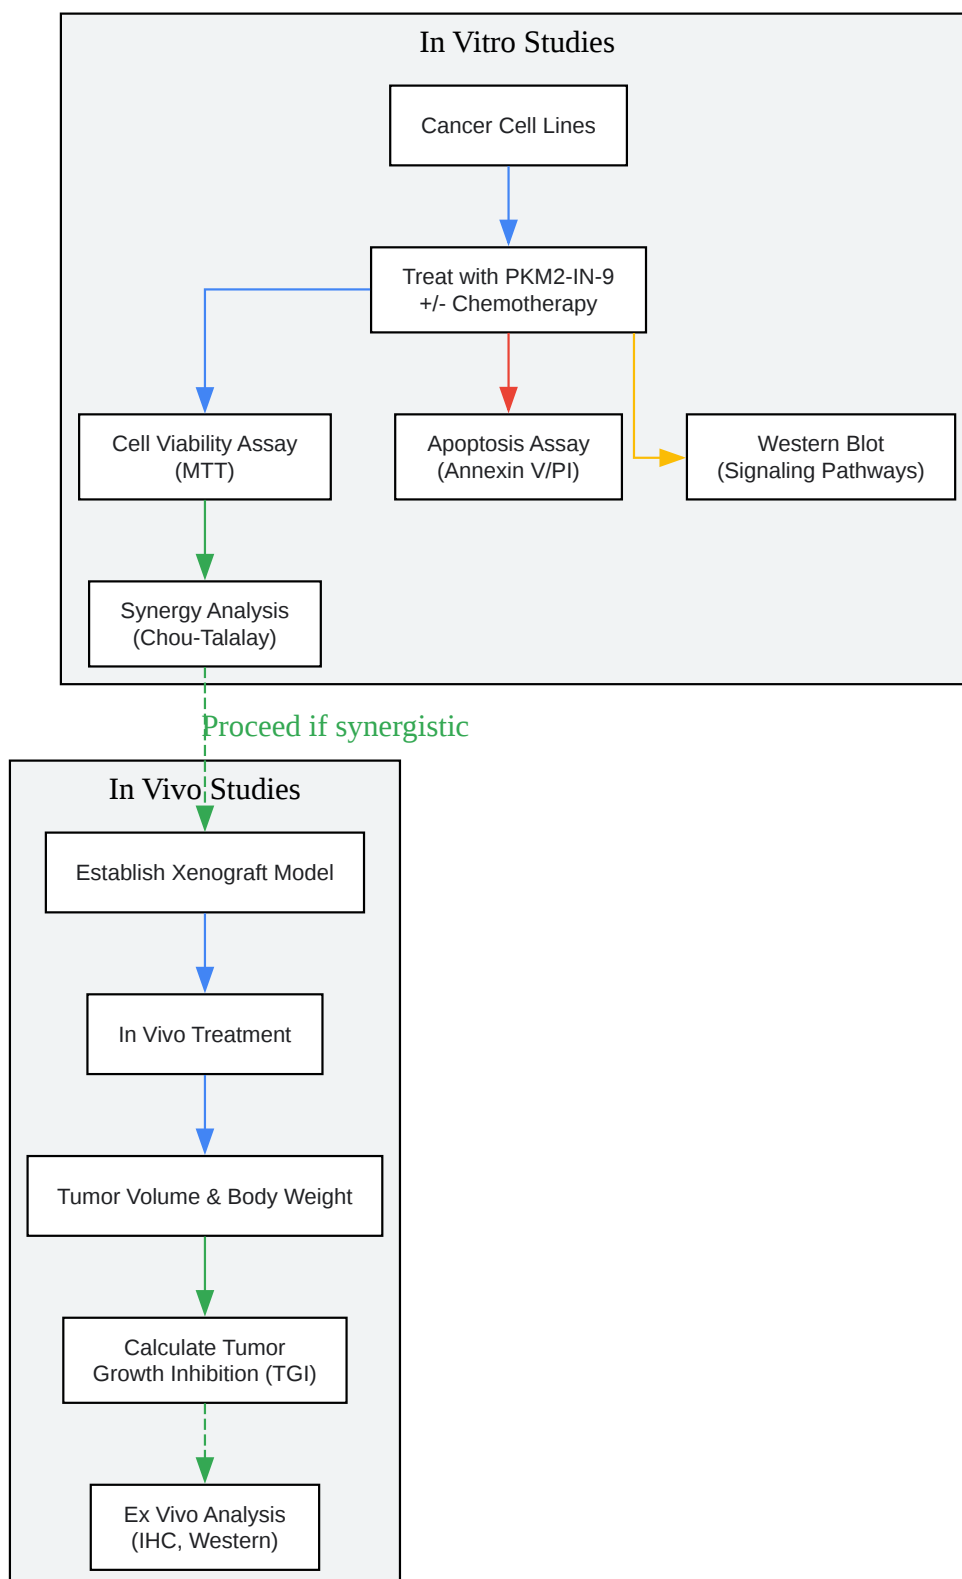 In Vitro Studies
Cancer Cell Lines
Treat with PKM2-IN-9
+/- Chemotherapy
Cell Viability Assay
(MTT)
Apoptosis Assay
(Annexin V/PI)
Western Blot
(Signaling Pathways)
Synergy Analysis
(Chou-Talalay)
Proceed if synergistic
In Vivo Studies
Establish Xenograft Model
In Vivo Treatment
Tumor Volume & Body Weight
Calculate Tumor
Growth Inhibition (TGI)
Ex Vivo Analysis
(IHC, Western)